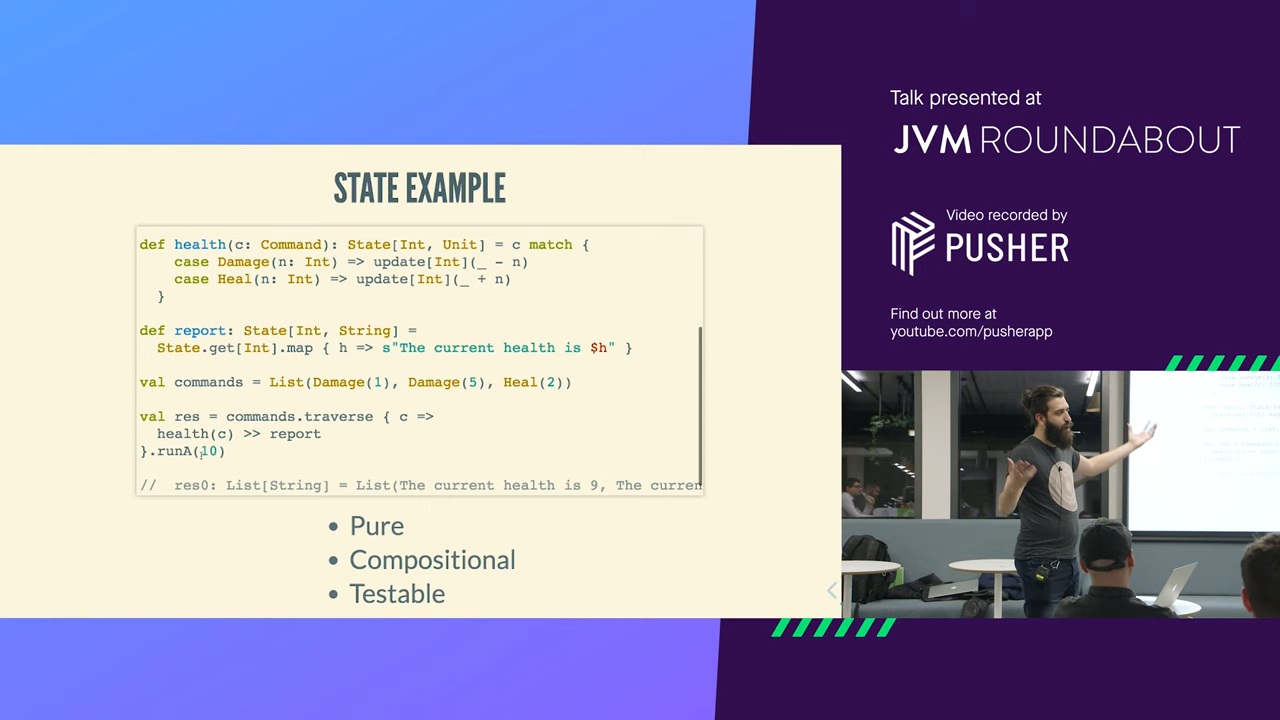 STATE EXAMPLE
def health(c: Command): State[Int, Unit] = c match {
case Damage(n: Int) => update[Int](_ - n)
case Heal(n: Int) => update[Int](_ + n)
}
def report: State[Int, String] =
State.get[Int].map { h => s"The current health is $h" }
val commands = List(Damage(1), Damage(5), Heal(2))
val res = commands.traverse { c =>
health(c) >> report
}.runA(10)
// res0: List[String] = List(The current health is 9, The curren
• Pure
• Compositional
• Testable
Talk presented at
JVM ROUNDABOUT
Video recorded by
PUSHER
Find out more at
youtube.com/pusherapp